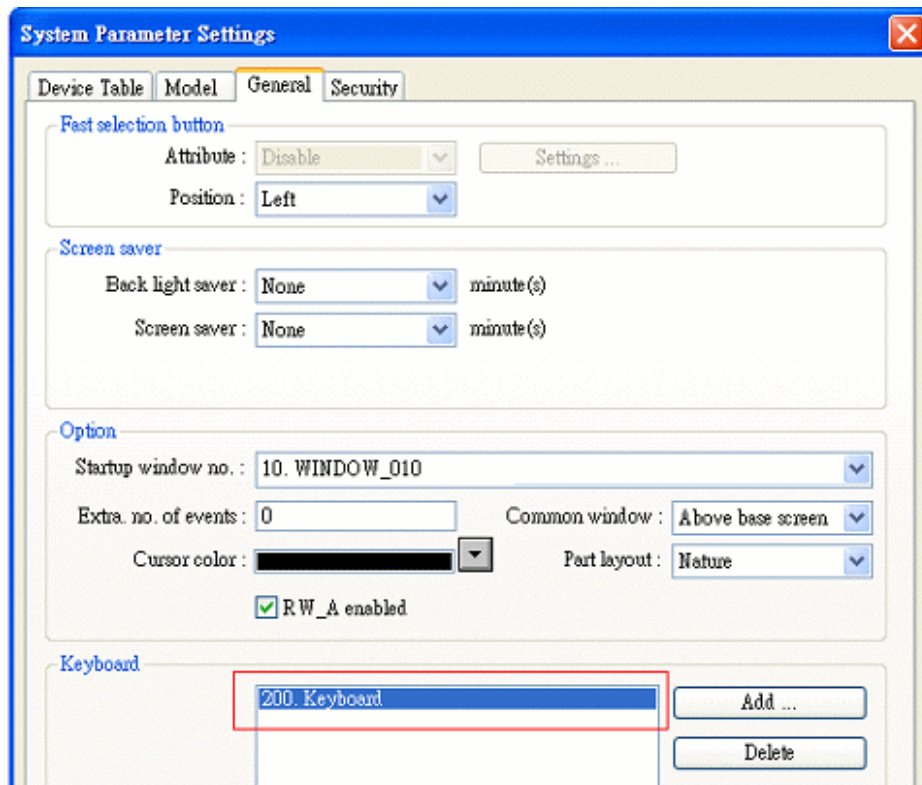 System Parameter Settings
Device Table Model General Security
Fast selection button
Attribute : Disable Settings ...
Position : Left
Screen saver
Back light saver : None minute(s)
Screen saver : None minute(s)
Option
Startup window no. : 10. WINDOW_010
Extra. no. of events : 0 Common window : Above base screen
Cursor color : Part layout : Nature
RW_A enabled
Keyboard
200. Keyboard Add ...
Delete